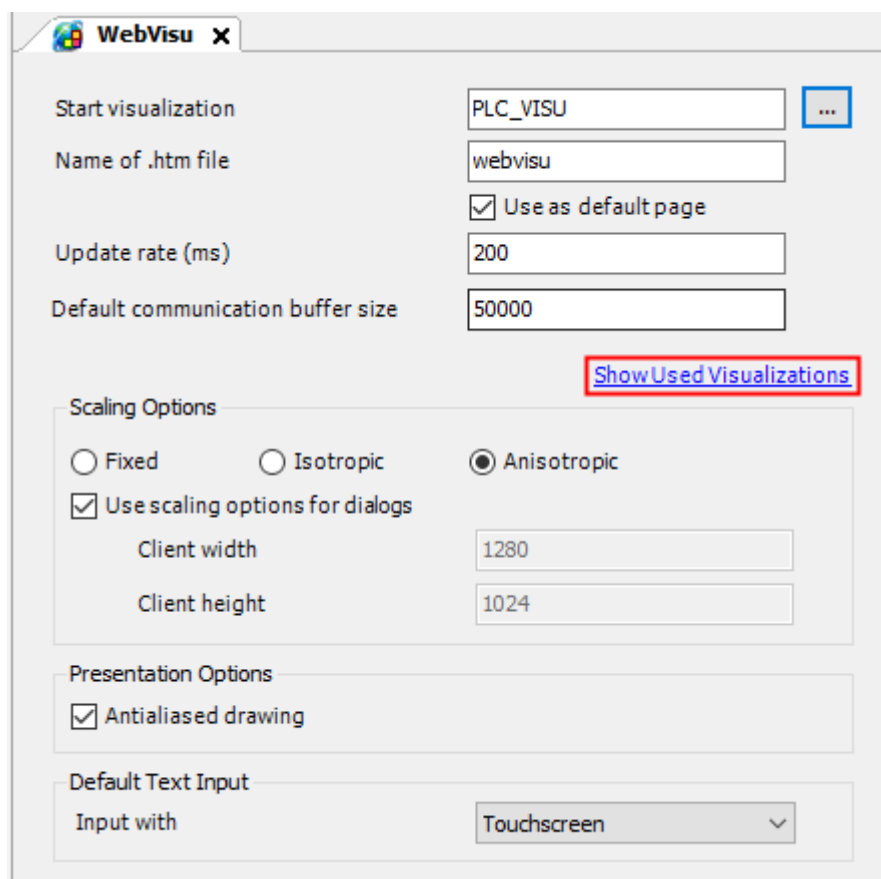 WebVisu x
Start visualization PLC_VISU ...
Name of .htm file webvisu
Use as default page
Update rate (ms) 200
Default communication buffer size 50000
Show Used Visualizations
Scaling Options
Fixed Isotropic Anisotropic
Use scaling options for dialogs
Client width 1280
Client height 1024
Presentation Options
Antialiased drawing
Default Text Input
Input with Touchscreen